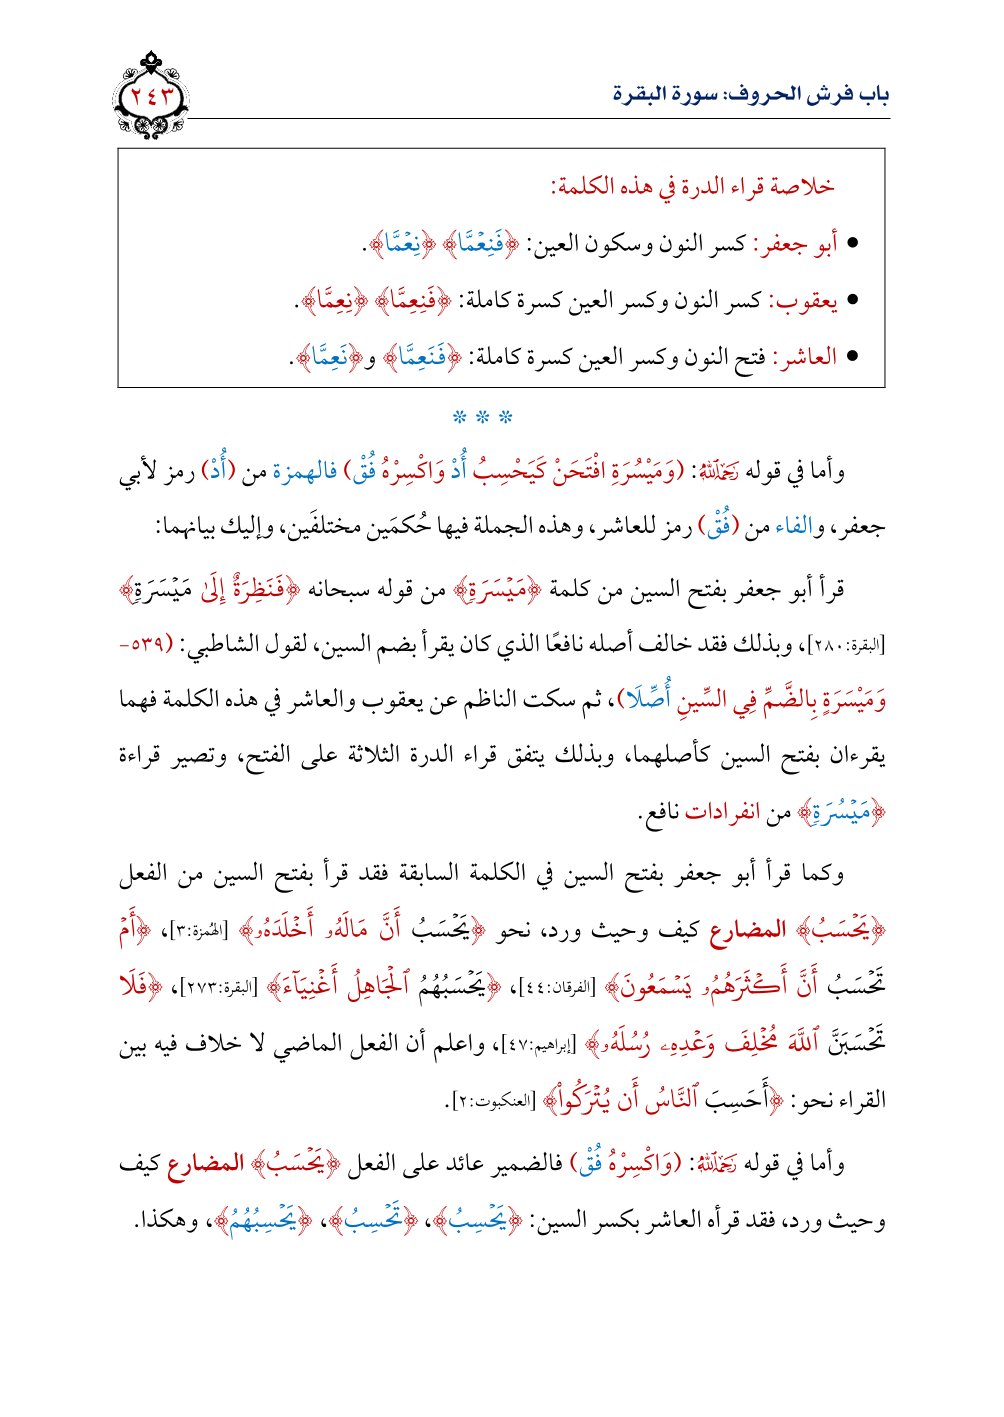 باب فرش الحروف: سورة البقرة
٢٤٣
خلاصة قراء الدرة في هذه الكلمة:
• أبو جعفر: كسر النون وسكون العين: ﴿فَنِعْمَّا﴾ ﴿نِعْمَّا﴾.
• يعقوب: كسر النون وكسر العين كسرة كاملة: ﴿فَنِعِمَّا﴾ ﴿نِعِمَّا﴾.
• العاشر: فتح النون وكسر العين كسرة كاملة: ﴿فَنَعِمَّا﴾ و﴿نَعِمَّا﴾.
* * *
وأما في قوله رَحِمَهُ ٱللَّهُ: (وَمَيْسُرَةِ افْتَحَنْ كَيَحْسِبُ أُدْ وَاكْسِرْهُ فُقْ) فالهمزة من (أُدْ) رمز لأبي
جعفر، والفاء من (فُقْ) رمز للعاشر، وهذه الجملة فيها حُكمَين مختلفَين، وإليك بيانهما:
قرأ أبو جعفر بفتح السين من كلمة ﴿مَيۡسَرَةٖ﴾ من قوله سبحانه ﴿فَنَظِرَةٌ إِلَىٰ مَيۡسَرَةٖ﴾
[البقرة:٢٨٠]، وبذلك فقد خالف أصله نافعًا الذي كان يقرأ بضم السين، لقول الشاطبي: (٥٣٩-
وَمَيْسَرَةٍ بِالضَّمِّ فِي السِّينِ أُصِّلَا)، ثم سكت الناظم عن يعقوب والعاشر في هذه الكلمة فهما
يقرءان بفتح السين كأصلهما، وبذلك يتفق قراء الدرة الثلاثة على الفتح، وتصير قراءة
﴿مَيۡسُرَةٖ﴾ من انفرادات نافع.
وكما قرأ أبو جعفر بفتح السين في الكلمة السابقة فقد قرأ بفتح السين من الفعل
﴿يَحۡسَبُ﴾ المضارع كيف وحيث ورد، نحو ﴿يَحۡسَبُ أَنَّ مَالَهُۥ أَخۡلَدَهُۥ﴾ [الهُمزة:٣]، ﴿أَمۡ
تَحۡسَبُ أَنَّ أَكۡثَرَهُمُۥ يَسۡمَعُونَ﴾ [الفرقان:٤٤]، ﴿يَحۡسَبُهُمُ ٱلۡجَاهِلُ أَغۡنِيَآءَ﴾ [البقرة:٢٧٣]، ﴿فَلَا
تَحۡسَبَنَّ ٱللَّهَ مُخۡلِفَ وَعۡدِهِۦ رُسُلَهُۥ﴾ [إبراهيم:٤٧]، واعلم أن الفعل الماضي لا خلاف فيه بين
القراء نحو: ﴿أَحَسِبَ ٱلنَّاسُ أَن يُتۡرَكُوٓاْ﴾ [العنكبوت:٢].
وأما في قوله رَحِمَهُ ٱللَّهُ: (وَاكْسِرْهُ فُقْ) فالضمير عائد على الفعل ﴿يَحۡسَبُ﴾ المضارع كيف
وحيث ورد، فقد قرأه العاشر بكسر السين: ﴿يَحۡسِبُ﴾، ﴿تَحۡسِبُ﴾، ﴿يَحۡسِبُهُمُ﴾، وهكذا.